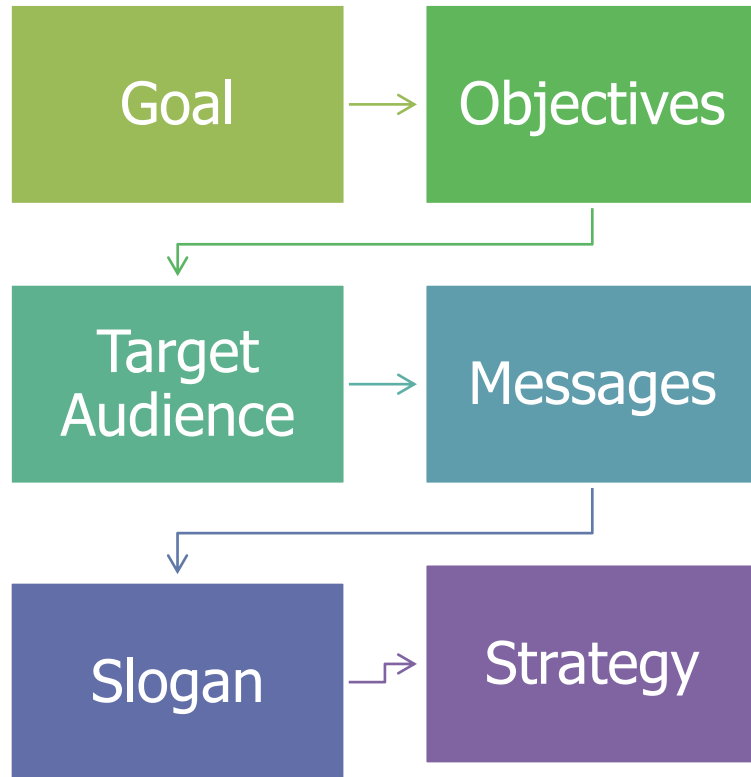 Goal
Objectives
Target
Audience
Messages
Slogan
Strategy